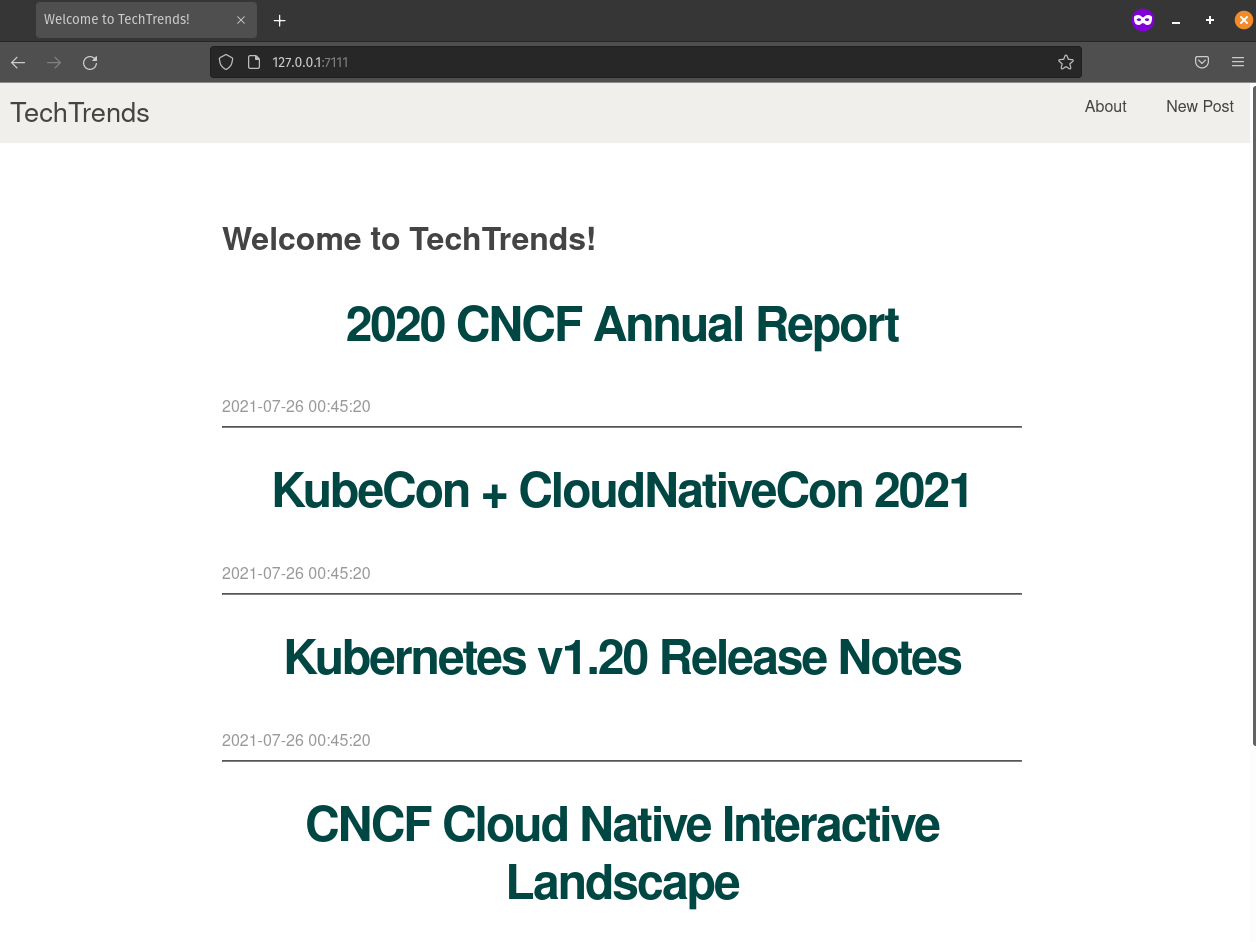 Welcome to TechTrends!
127.0.0.1:7111
TechTrends
About
New Post
Welcome to TechTrends!
2020 CNCF Annual Report
2021-07-26 00:45:20
KubeCon + CloudNativeCon 2021
2021-07-26 00:45:20
Kubernetes v1.20 Release Notes
2021-07-26 00:45:20
CNCF Cloud Native Interactive
Landscape